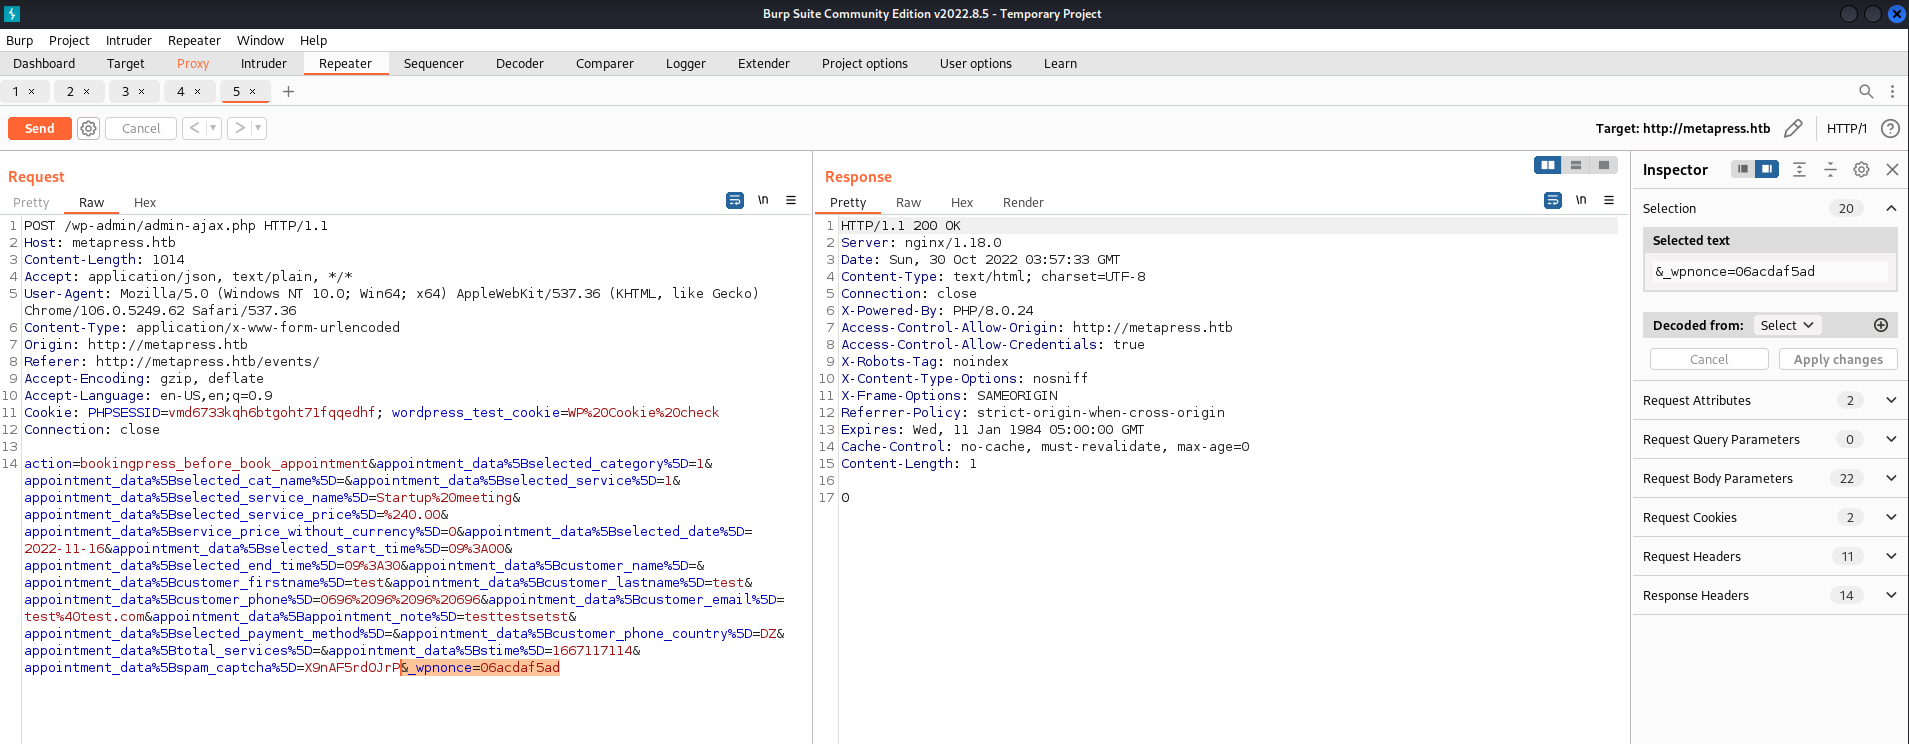 Burp Suite Community Edition v2022.8.5 - Temporary Project
Burp Project Intruder Repeater Window Help
Dashboard Target Proxy Intruder Repeater Sequencer Decoder Comparer Logger Extender Project options User options Learn
1 × 2 × 3 × 4 × 5 × +
Send Cancel < > Target: http://metapress.htb HTTP/1 ?
Request
Pretty Raw Hex \n
1 POST /wp-admin/admin-ajax.php HTTP/1.1
2 Host: metapress.htb
3 Content-Length: 1014
4 Accept: application/json, text/plain, */*
5 User-Agent: Mozilla/5.0 (Windows NT 10.0; Win64; x64) AppleWebKit/537.36 (KHTML, like Gecko)
Chrome/106.0.5249.62 Safari/537.36
6 Content-Type: application/x-www-form-urlencoded
7 Origin: http://metapress.htb
8 Referer: http://metapress.htb/events/
9 Accept-Encoding: gzip, deflate
10 Accept-Language: en-US,en;q=0.9
11 Cookie: PHPSESSID=vmd6733kqh6btgoht71fqqedhf; wordpress_test_cookie=WP%20Cookie%20check
12 Connection: close
13
14 action=bookingpress_before_book_appointment&appointment_data%5Bselected_category%5D=1&
appointment_data%5Bselected_cat_name%5D=&appointment_data%5Bselected_service%5D=1&
appointment_data%5Bselected_service_name%5D=Startup%20meeting&
appointment_data%5Bselected_service_price%5D=%240.00&
appointment_data%5Bservice_price_without_currency%5D=0&appointment_data%5Bselected_date%5D=
2022-11-16&appointment_data%5Bselected_start_time%5D=09%3A00&
appointment_data%5Bselected_end_time%5D=09%3A30&appointment_data%5Bcustomer_name%5D=&
appointment_data%5Bcustomer_firstname%5D=test&appointment_data%5Bcustomer_lastname%5D=test&
appointment_data%5Bcustomer_phone%5D=0696%2096%2096%20696&appointment_data%5Bcustomer_email%5D=
test%40test.com&appointment_data%5Bappointment_note%5D=testtestsetst&
appointment_data%5Bselected_payment_method%5D=&appointment_data%5Bcustomer_phone_country%5D=DZ&
appointment_data%5Btotal_services%5D=&appointment_data%5Bstime%5D=1667117114&
appointment_data%5Bspam_captcha%5D=X9nAF5rdOJrP&_wpnonce=06acdaf5ad
Response
Pretty Raw Hex Render \n
1 HTTP/1.1 200 OK
2 Server: nginx/1.18.0
3 Date: Sun, 30 Oct 2022 03:57:33 GMT
4 Content-Type: text/html; charset=UTF-8
5 Connection: close
6 X-Powered-By: PHP/8.0.24
7 Access-Control-Allow-Origin: http://metapress.htb
8 Access-Control-Allow-Credentials: true
9 X-Robots-Tag: noindex
10 X-Content-Type-Options: nosniff
11 X-Frame-Options: SAMEORIGIN
12 Referrer-Policy: strict-origin-when-cross-origin
13 Expires: Wed, 11 Jan 1984 05:00:00 GMT
14 Cache-Control: no-cache, must-revalidate, max-age=0
15 Content-Length: 1
16
17 0
Inspector
Selection 20
Selected text
&_wpnonce=06acdaf5ad
Decoded from: Select
Cancel Apply changes
Request Attributes 2
Request Query Parameters 0
Request Body Parameters 22
Request Cookies 2
Request Headers 11
Response Headers 14